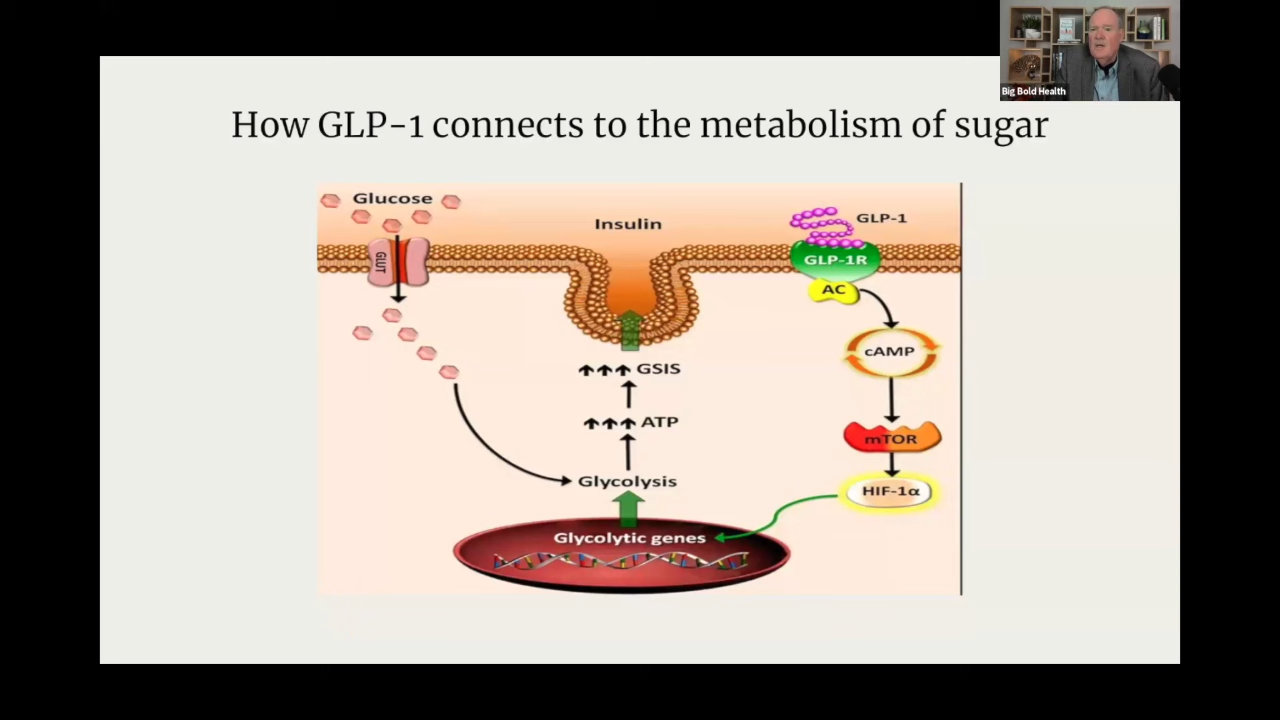 Big Bold Health
How GLP-1 connects to the metabolism of sugar
Glucose
Insulin
GLP-1
GLUT
GLP-1R
AC
cAMP
GSIS
ATP
mTOR
Glycolysis
HIF-1α
Glycolytic genes